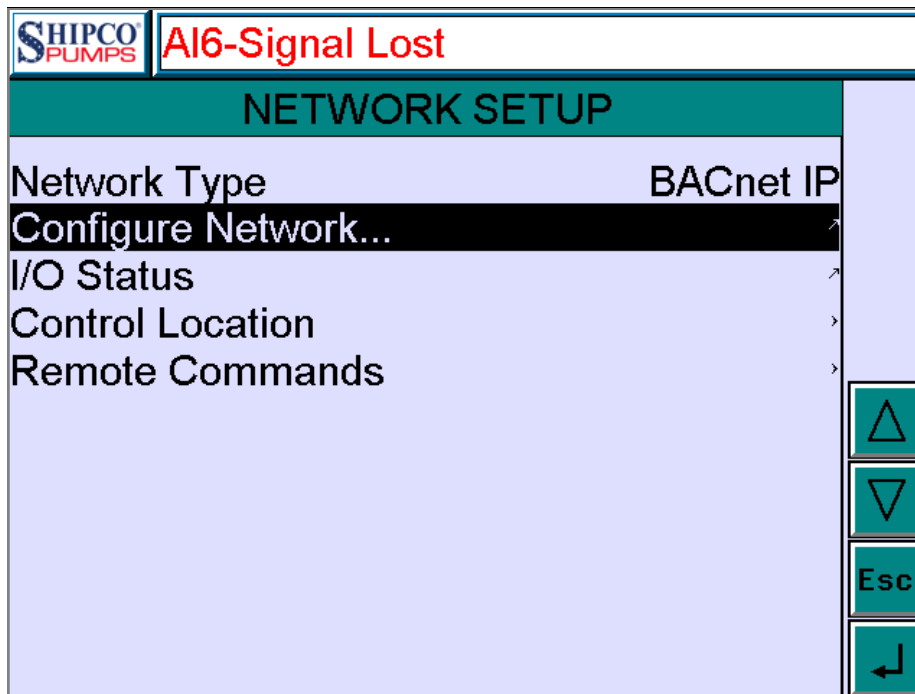 SHIPCO
PUMPS
AI6-Signal Lost
NETWORK SETUP
Network Type BACnet IP
Configure Network...
I/O Status
Control Location
Remote Commands
Esc